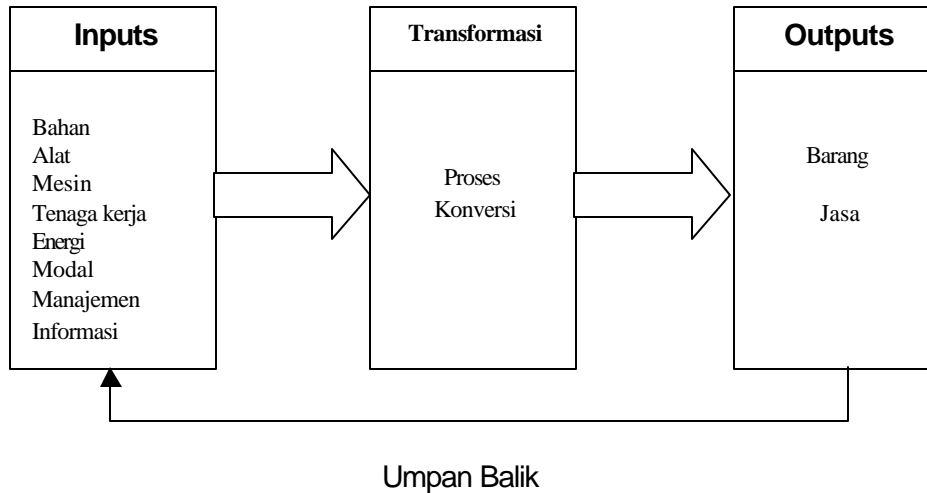 Inputs
Bahan
Alat
Mesin
Tenaga kerja
Energi
Modal
Manajemen
Informasi
Transformasi
Proses
Konversi
Outputs
Barang
Jasa
Umpan Balik